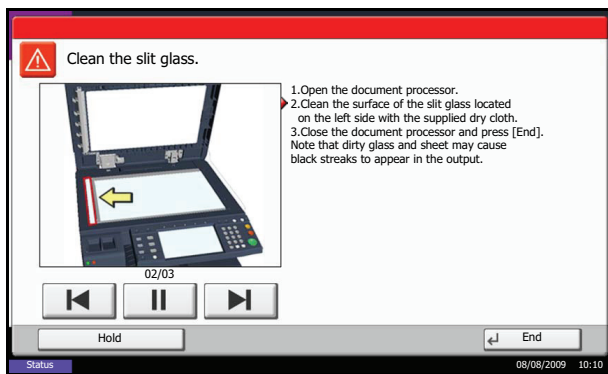 Clean the slit glass.
1.Open the document processor.
2.Clean the surface of the slit glass located
on the left side with the supplied dry cloth.
3.Close the document processor and press [End].
Note that dirty glass and sheet may cause
black streaks to appear in the output.
02/03
Hold
End
Status
08/08/2009 10:10